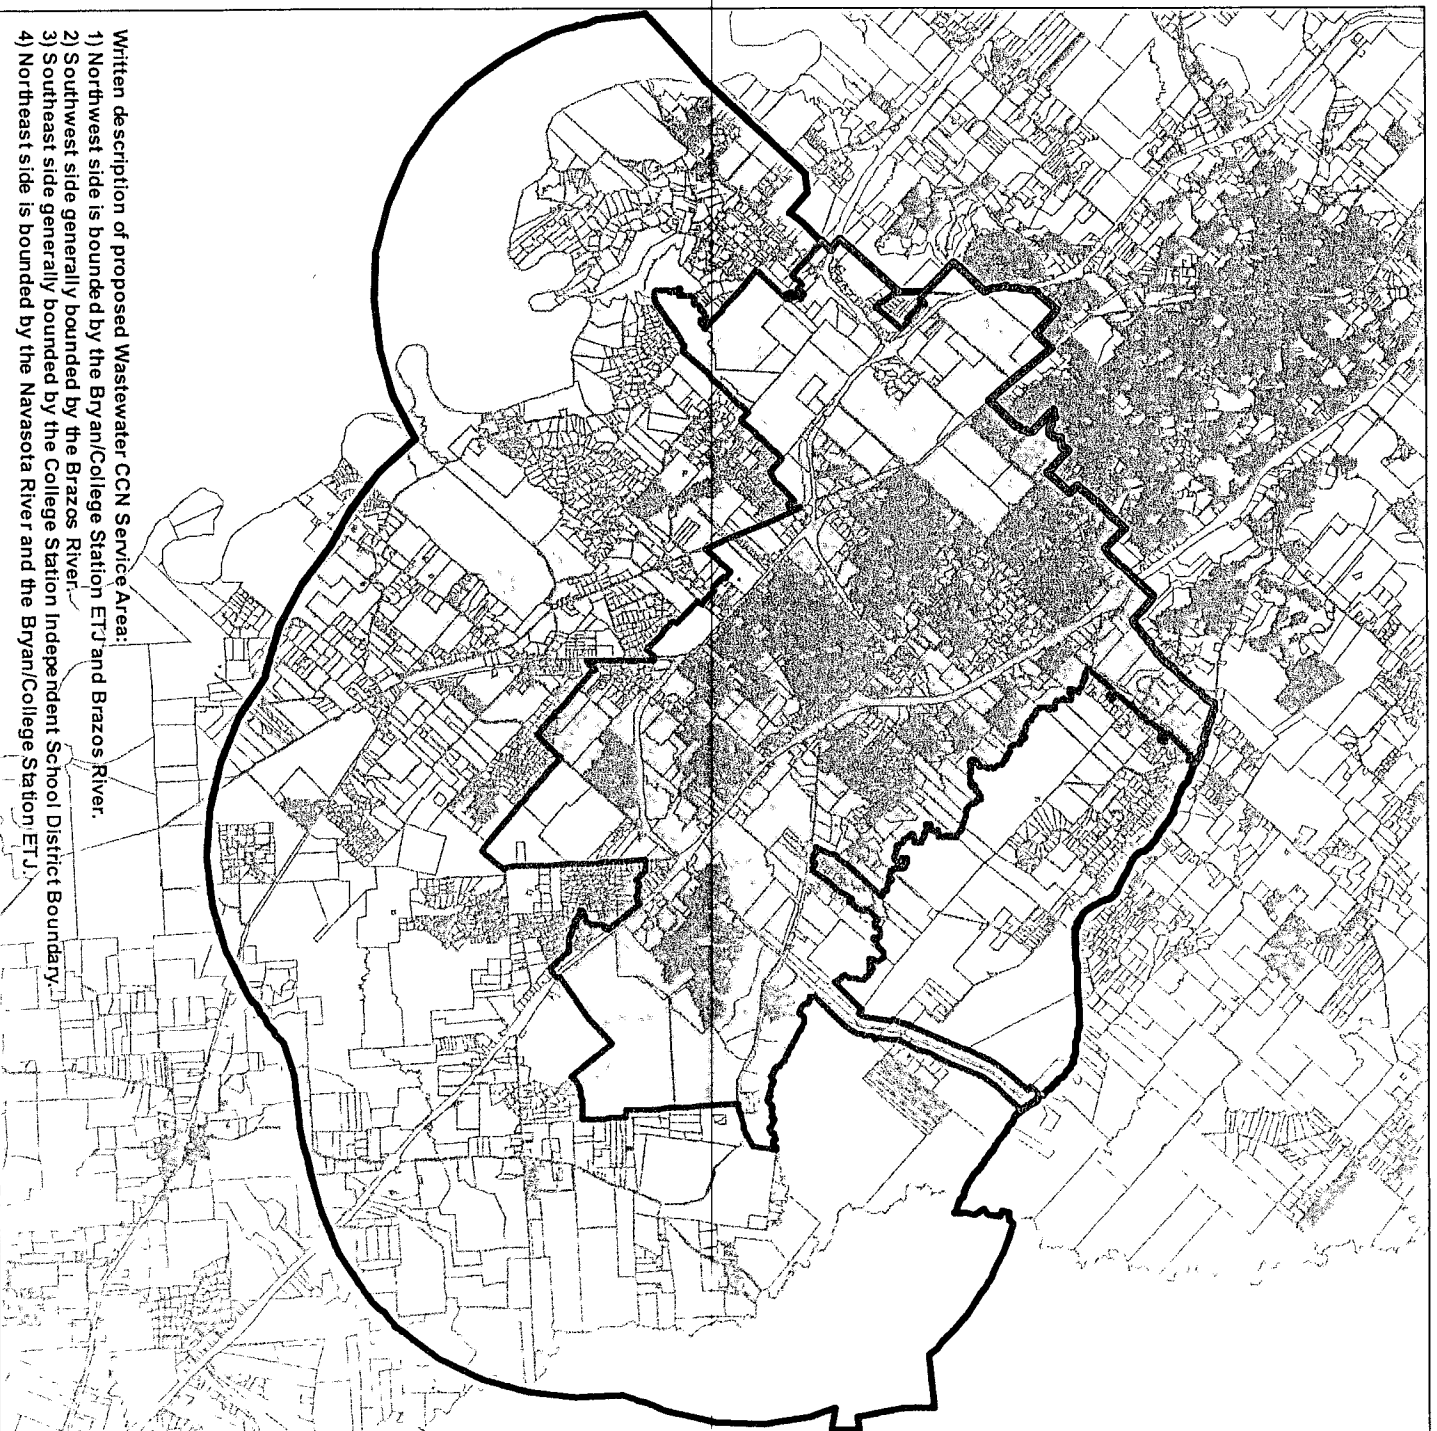 Written description of proposed Wastewater CCN Service Area:
1) Northwest side is bounded by the Bryan/College Station ETJ and Brazos River.
2) Southwest side generally bounded by the Brazos River.
3) Southeast side generally bounded by the College Station Independent School District Boundary
4) Northeast side is bounded by the Navasota River and the Bryan/College Station ETJ.